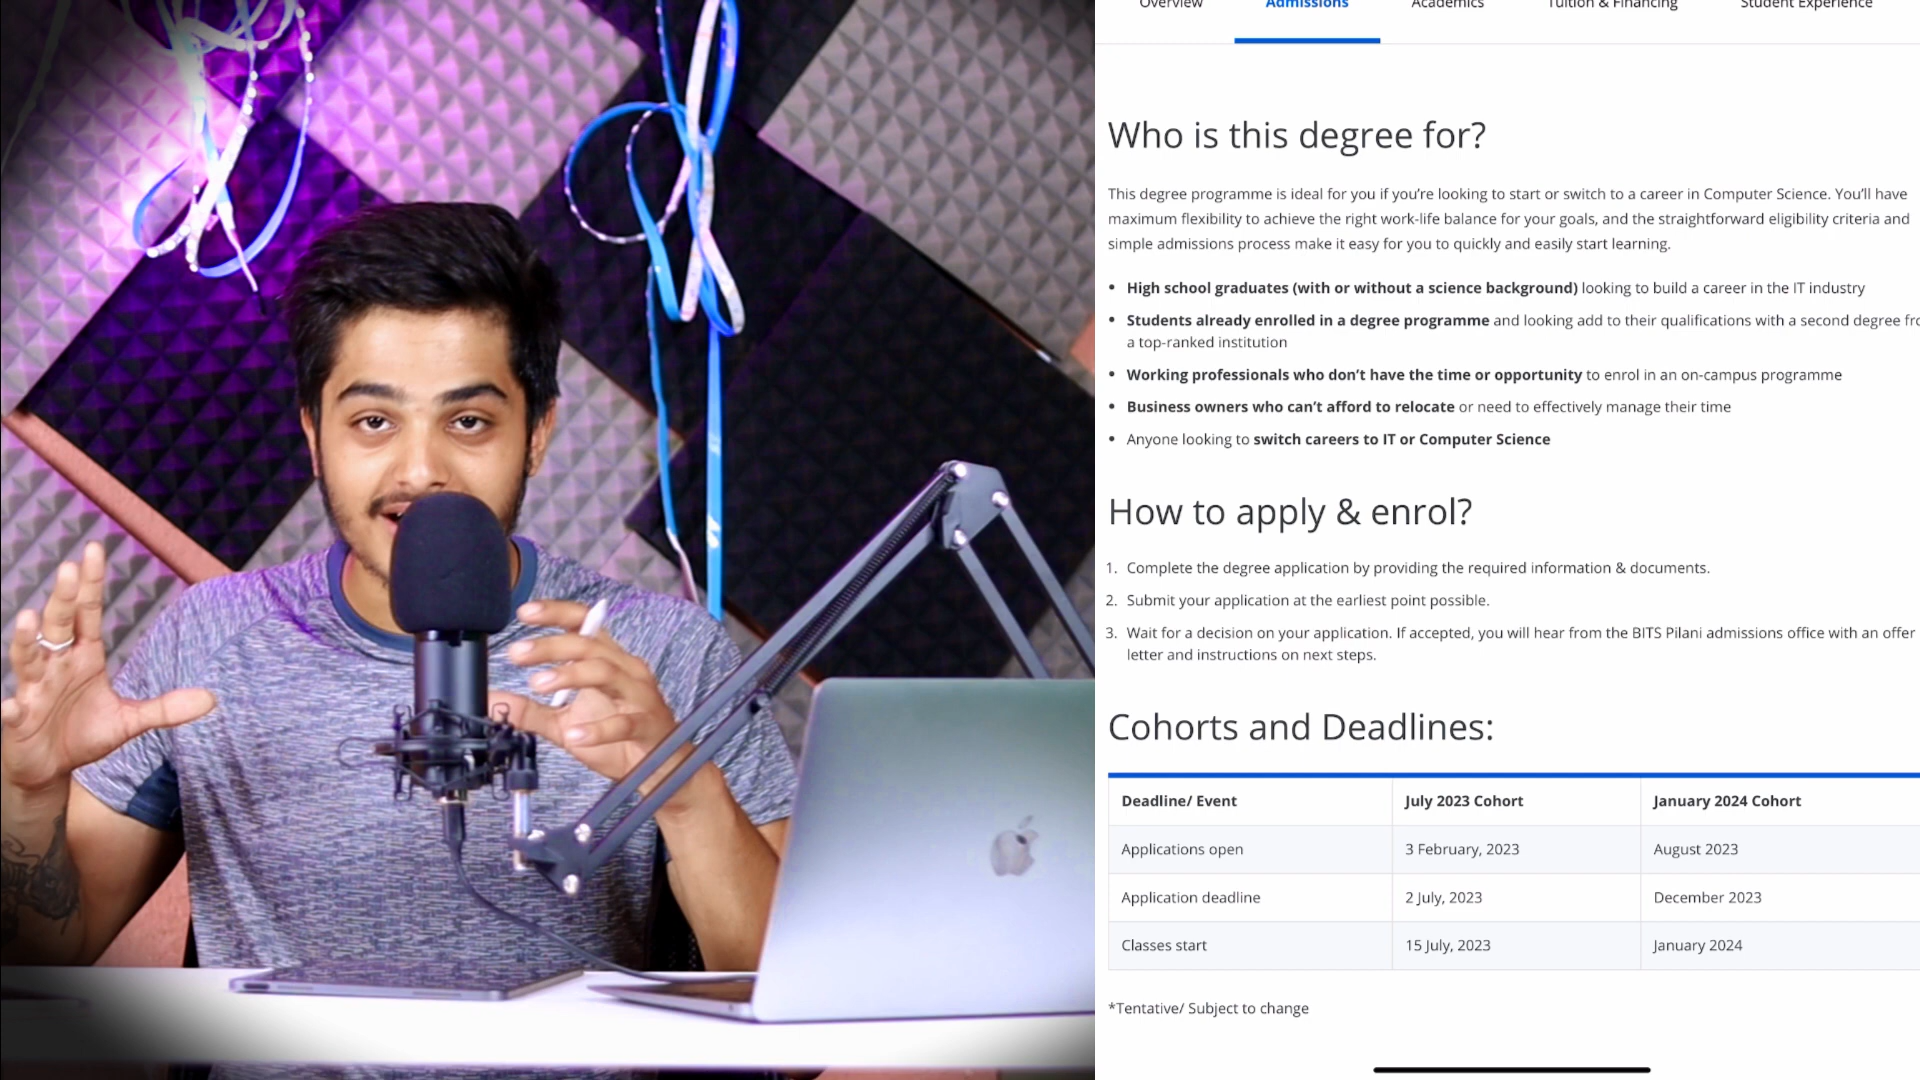 Overview Admissions Academics Tuition & Financing Student Experience
Who is this degree for?
This degree programme is ideal for you if you’re looking to start or switch to a career in Computer Science. You’ll have
maximum flexibility to achieve the right work-life balance for your goals, and the straightforward eligibility criteria and
simple admissions process make it easy for you to quickly and easily start learning.
• High school graduates (with or without a science background) looking to build a career in the IT industry
• Students already enrolled in a degree programme and looking add to their qualifications with a second degree
a top-ranked institution
• Working professionals who don’t have the time or opportunity to enrol in an on-campus programme
• Business owners who can’t afford to relocate or need to effectively manage their time
• Anyone looking to switch careers to IT or Computer Science
How to apply & enrol?
1. Complete the degree application by providing the required information & documents.
2. Submit your application at the earliest point possible.
3. Wait for a decision on your application. If accepted, you will hear from the BITS Pilani admissions office with an offer
letter and instructions on next steps.
Cohorts and Deadlines:
Deadline/ Event July 2023 Cohort January 2024 Cohort
Applications open 3 February, 2023 August 2023
Application deadline 2 July, 2023 December 2023
Classes start 15 July, 2023 January 2024
*Tentative/ Subject to change